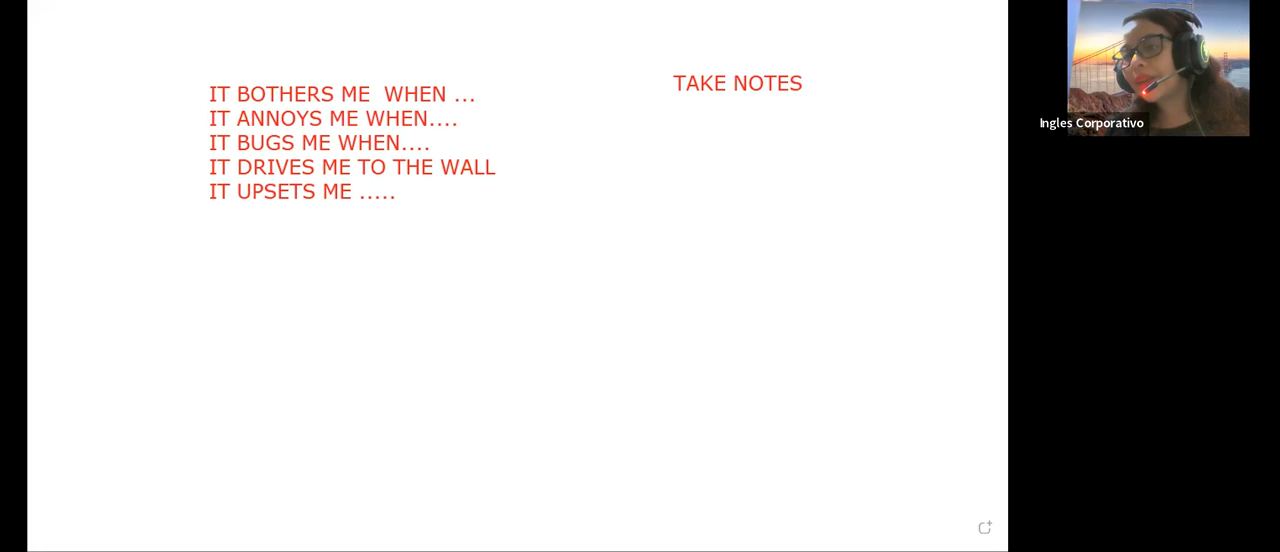 IT BOTHERS ME  WHEN ...
IT ANNOYS ME WHEN....
IT BUGS ME WHEN....
IT DRIVES ME TO THE WALL
IT UPSETS ME .....
TAKE NOTES
Ingles Corporativo